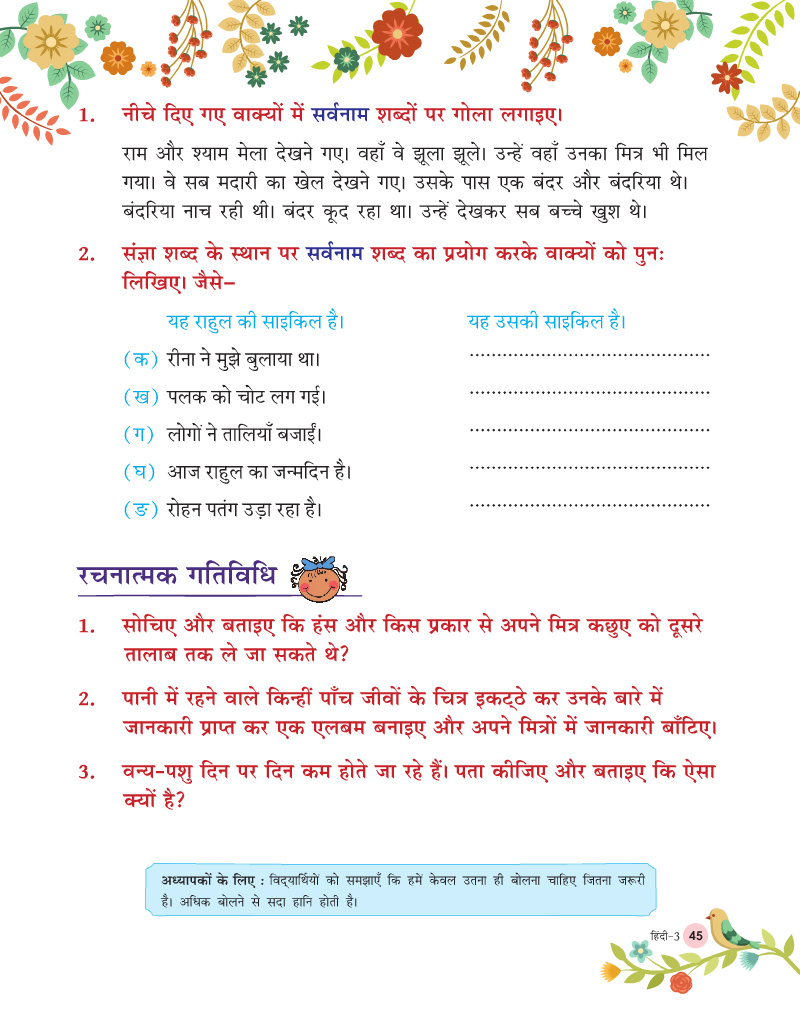 1. नीचे दिए गए वाक्यों में सर्वनाम शब्दों पर गोला लगाइए।
राम और श्याम मेला देखने गए। वहाँ वे झूला झूले। उन्हें वहाँ उनका मित्र भी मिल
गया। वे सब मदारी का खेल देखने गए। उसके पास एक बंदर और बंदरिया थे।
बंदरिया नाच रही थी। बंदर कूद रहा था। उन्हें देखकर सब बच्चे खुश थे।
2. संज्ञा शब्द के स्थान पर सर्वनाम शब्द का प्रयोग करके वाक्यों को पुनः
लिखिए। जैसे–
यह राहुल की साइकिल है। यह उसकी साइकिल है।
(क) रीना ने मुझे बुलाया था। ............................................
(ख) पलक को चोट लग गई। ............................................
(ग) लोगों ने तालियाँ बजाईं। ............................................
(घ) आज राहुल का जन्मदिन है। ............................................
(ङ) रोहन पतंग उड़ा रहा है। ............................................
रचनात्मक गतिविधि
1. सोचिए और बताइए कि हंस और किस प्रकार से अपने मित्र कछुए को दूसरे
तालाब तक ले जा सकते थे?
2. पानी में रहने वाले किन्हीं पाँच जीवों के चित्र इकट्ठे कर उनके बारे में
जानकारी प्राप्त कर एक एलबम बनाइए और अपने मित्रों में जानकारी बाँटिए।
3. वन्य-पशु दिन पर दिन कम होते जा रहे हैं। पता कीजिए और बताइए कि ऐसा
क्यों है?
अध्यापकों के लिए : विद्यार्थियों को समझाएँ कि हमें केवल उतना ही बोलना चाहिए जितना जरूरी
है। अधिक बोलने से सदा हानि होती है।
हिंदी-3 45